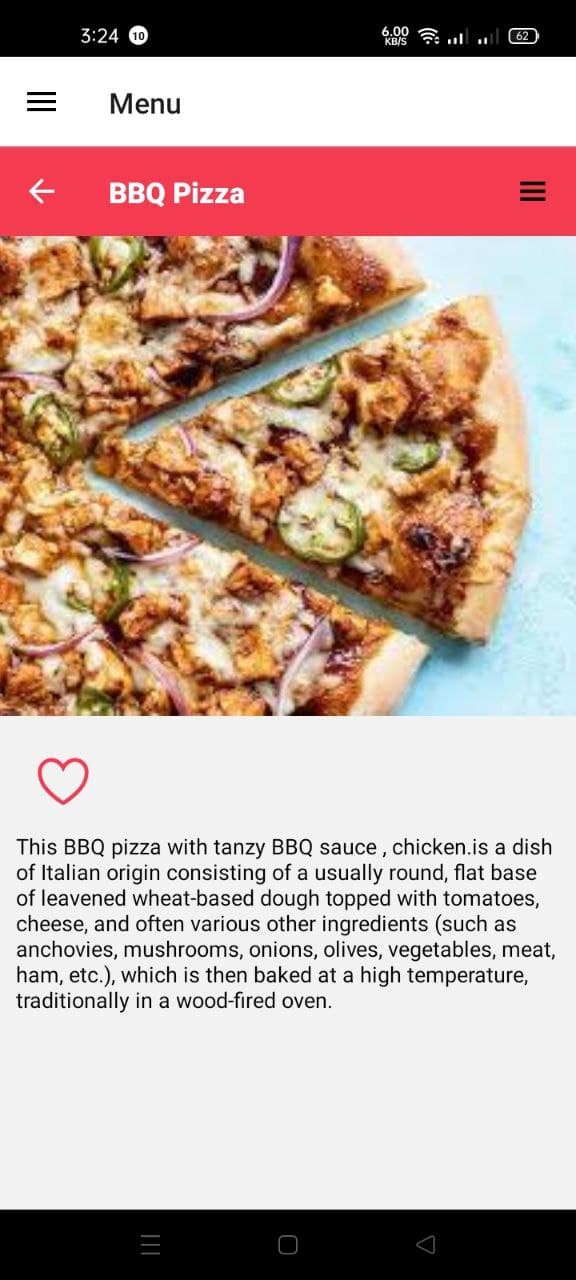 3:24 10 6.00 KB/S 62
Menu
BBQ Pizza
This BBQ pizza with tanzy BBQ sauce , chicken.is a dish
of Italian origin consisting of a usually round, flat base
of leavened wheat-based dough topped with tomatoes,
cheese, and often various other ingredients (such as
anchovies, mushrooms, onions, olives, vegetables, meat,
ham, etc.), which is then baked at a high temperature,
traditionally in a wood-fired oven.